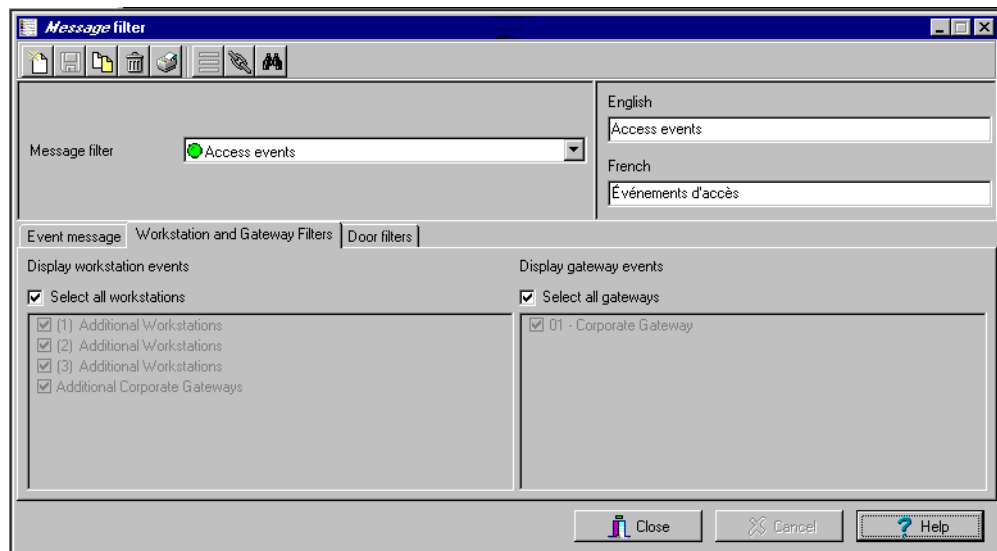 Message filter
English
Access events
Message filter
Access events
French
Événements d'accès
Event message
Workstation and Gateway Filters
Door filters
Display workstation events
Display gateway events
Select all workstations
Select all gateways
(1) Additional Workstations
(2) Additional Workstations
(3) Additional Workstations
Additional Corporate Gateways
01 - Corporate Gateway
Close
Cancel
? Help